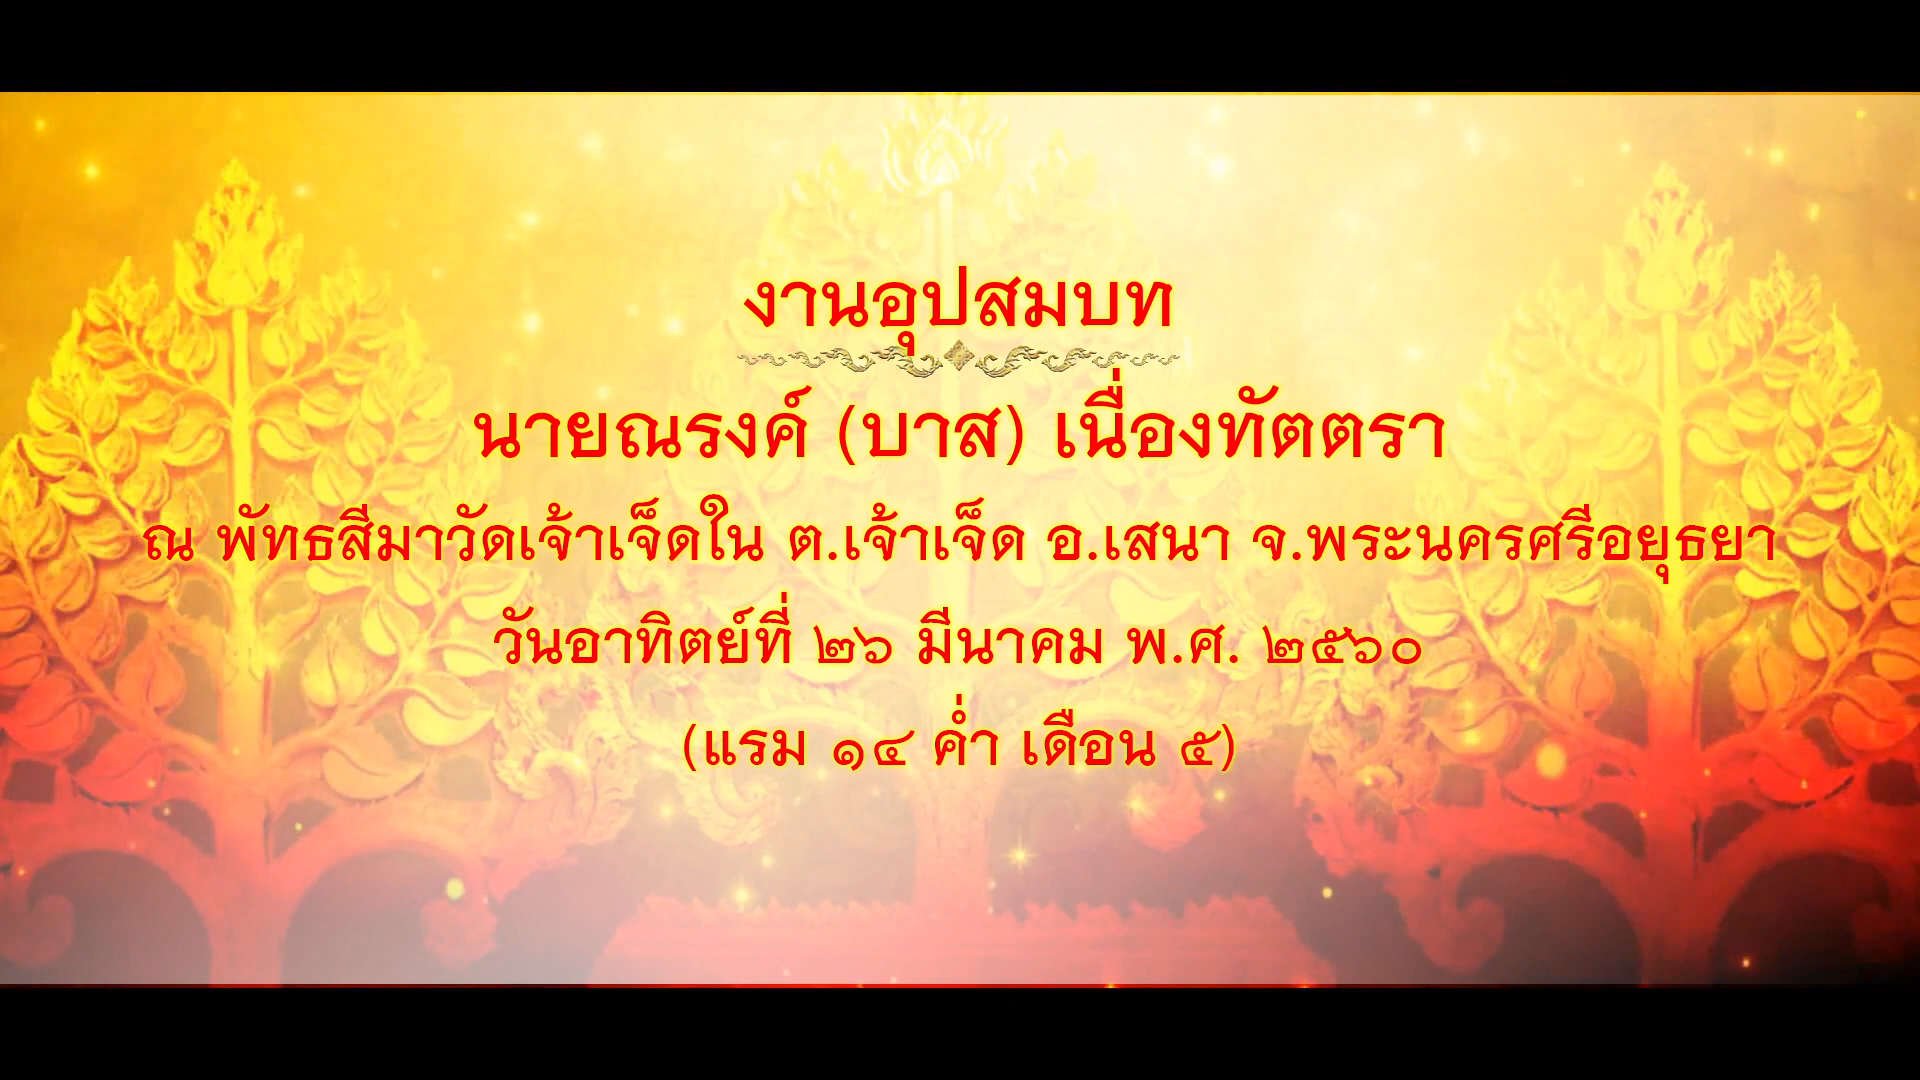 งานอุปสมบท
นายณรงค์ (บาส) เนื่องทัตตรา
ณ พัทธสีมาวัดเจ้าเจ็ดใน ต.เจ้าเจ็ด อ.เสนา จ.พระนครศรีอยุธยา
วันอาทิตย์ที่ ๒๖ มีนาคม พ.ศ. ๒๕๖๐
(แรม ๑๔ ค่ำ เดือน ๕)